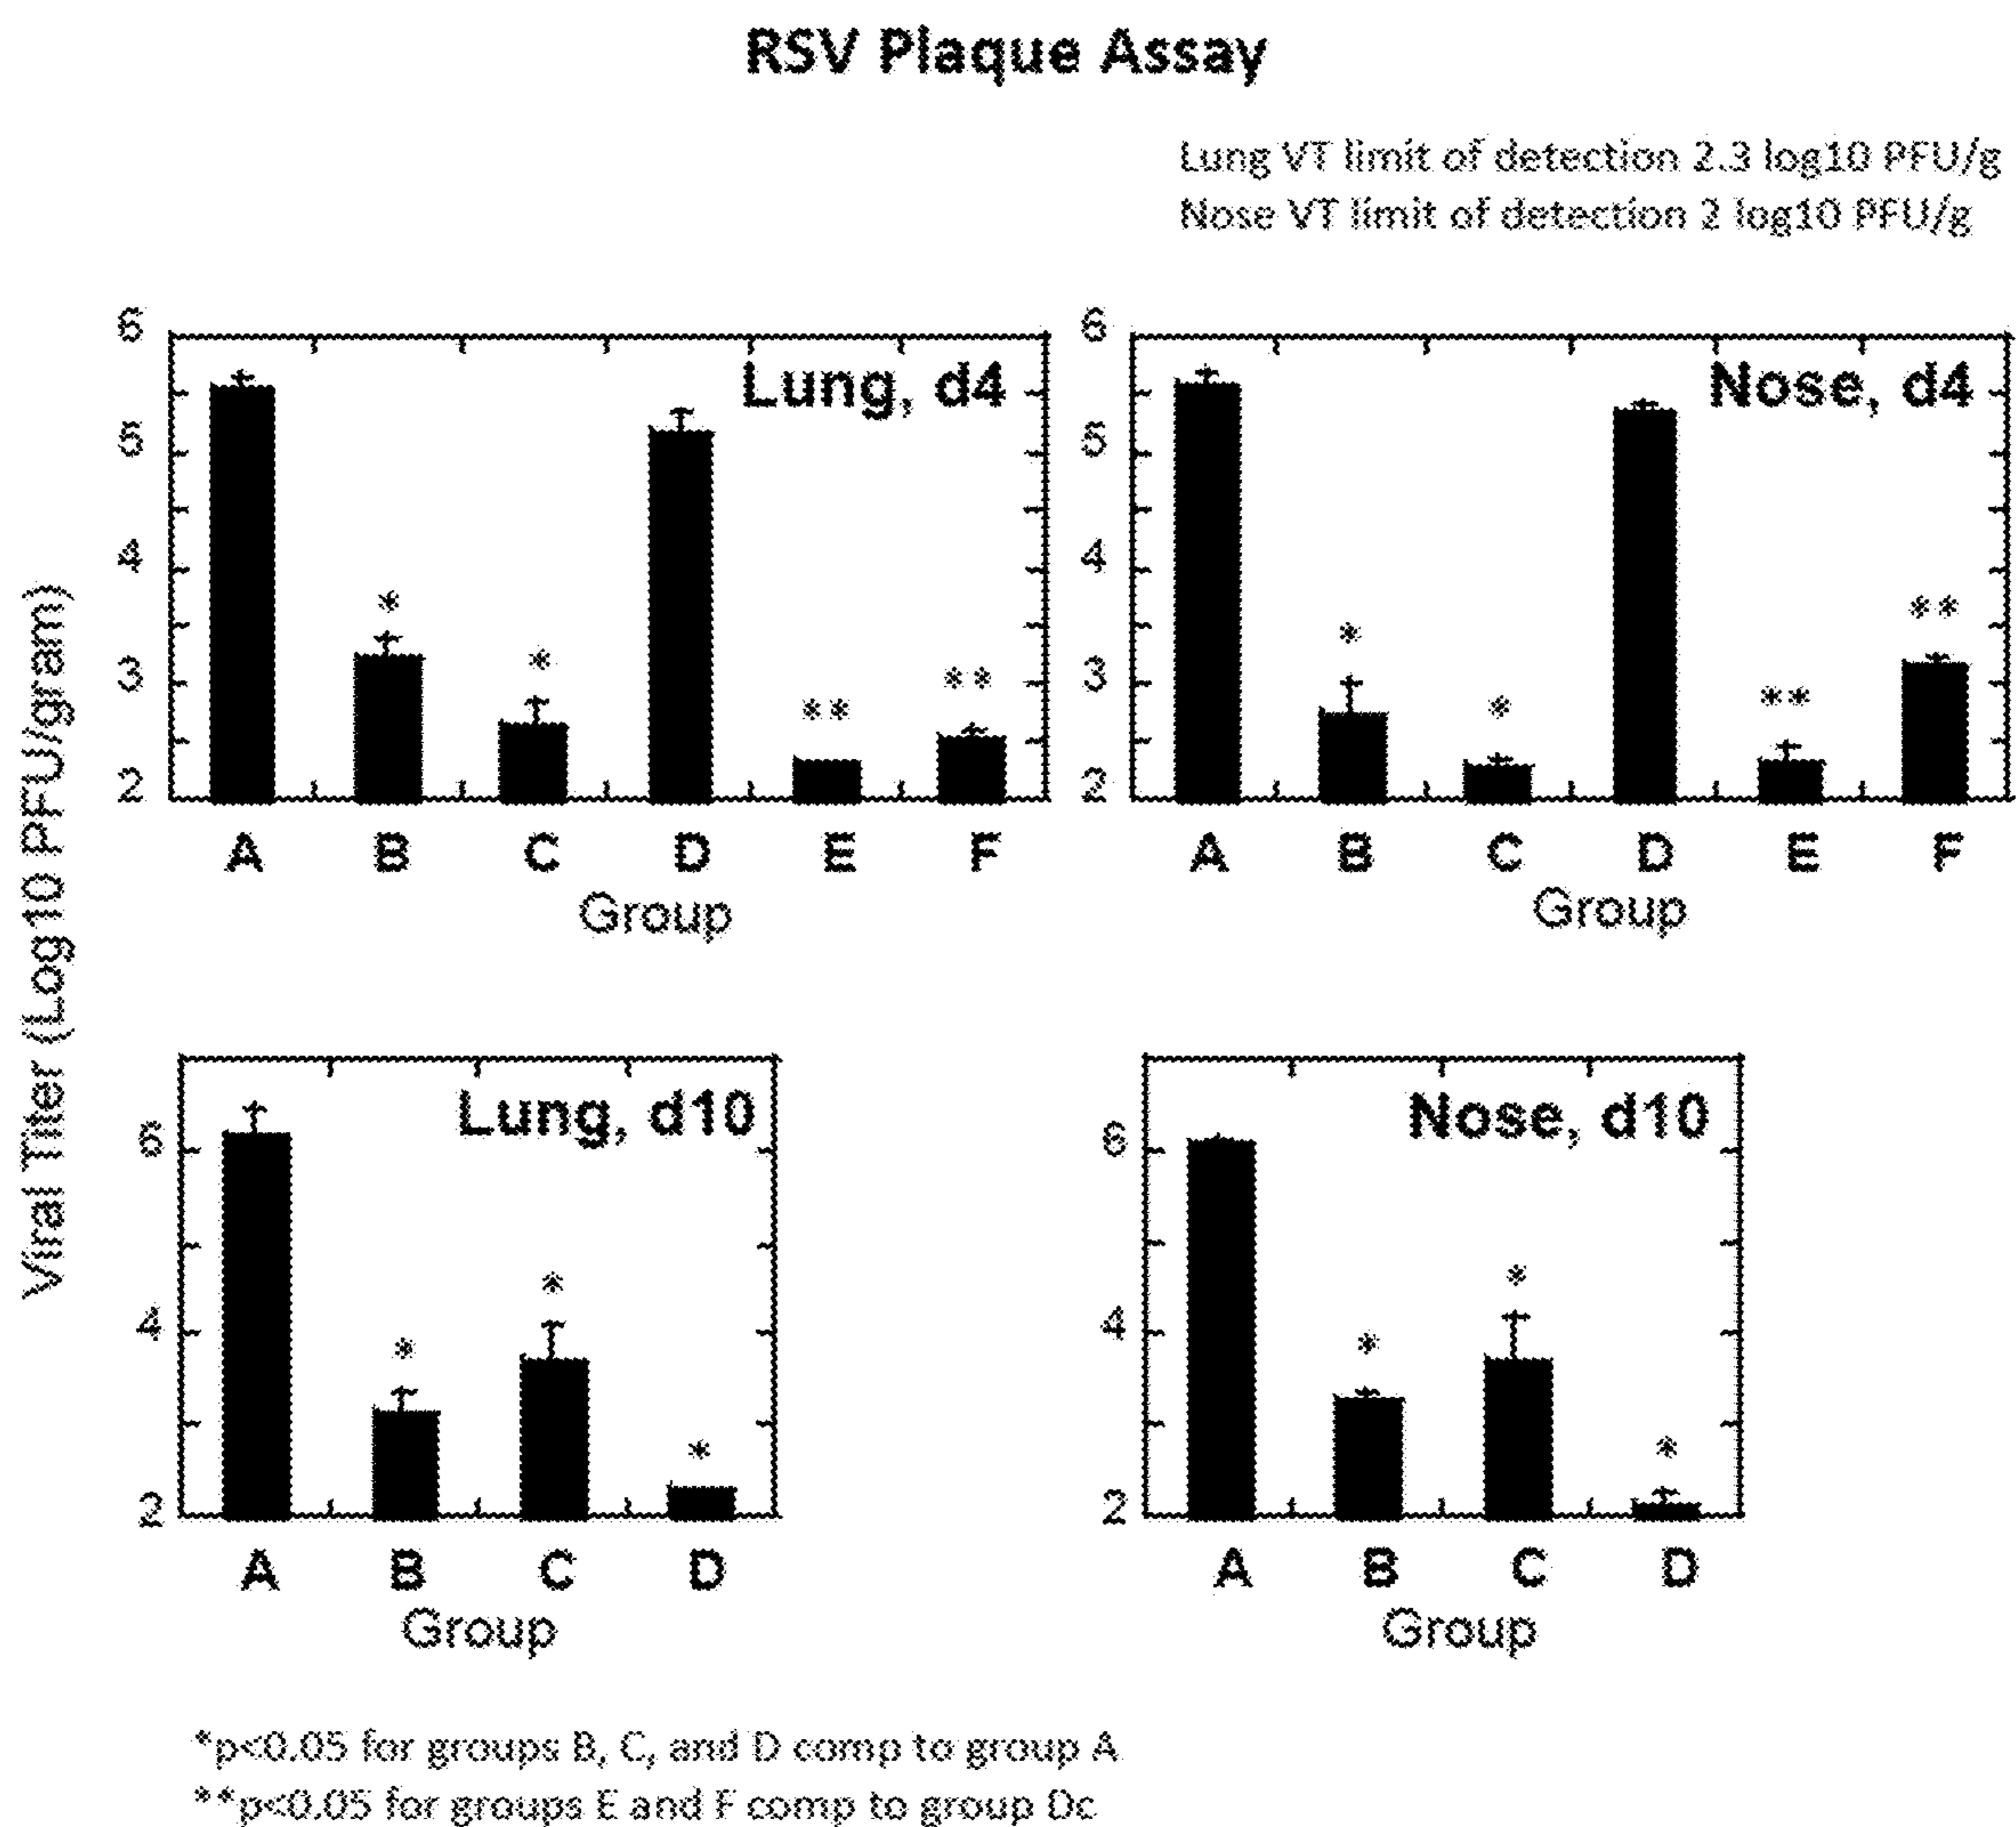 RSV Plaque Assay
Lung VT limit of detection 2.3 log10 PFU/g
Nose VT limit of detection 2 log10 PFU/g
Viral Titer (Log10 PFU/gram)
6
5
4
3
2
Lung, d4
*
*
**
**
A B C D E F
Group
6
5
4
3
2
Nose, d4
*
*
**
**
A B C D E F
Group
6
4
2
Lung, d10
*
*
*
A B C D
Group
6
4
2
Nose, d10
*
*
*
A B C D
Group
*p<0.05 for groups B, C, and D comp to group A
**p<0.05 for groups E and F comp to group Dc